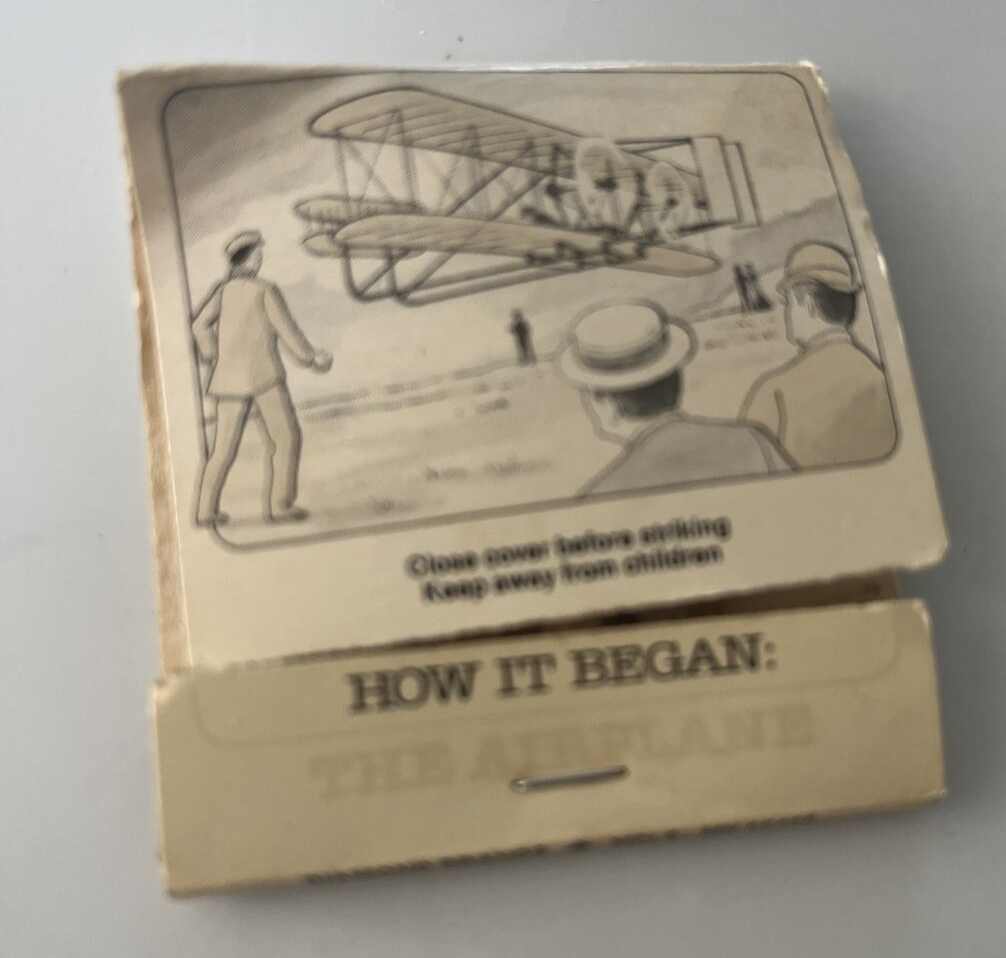 Close cover before striking
Keep away from children
HOW IT BEGAN:
THE AIRPLANE